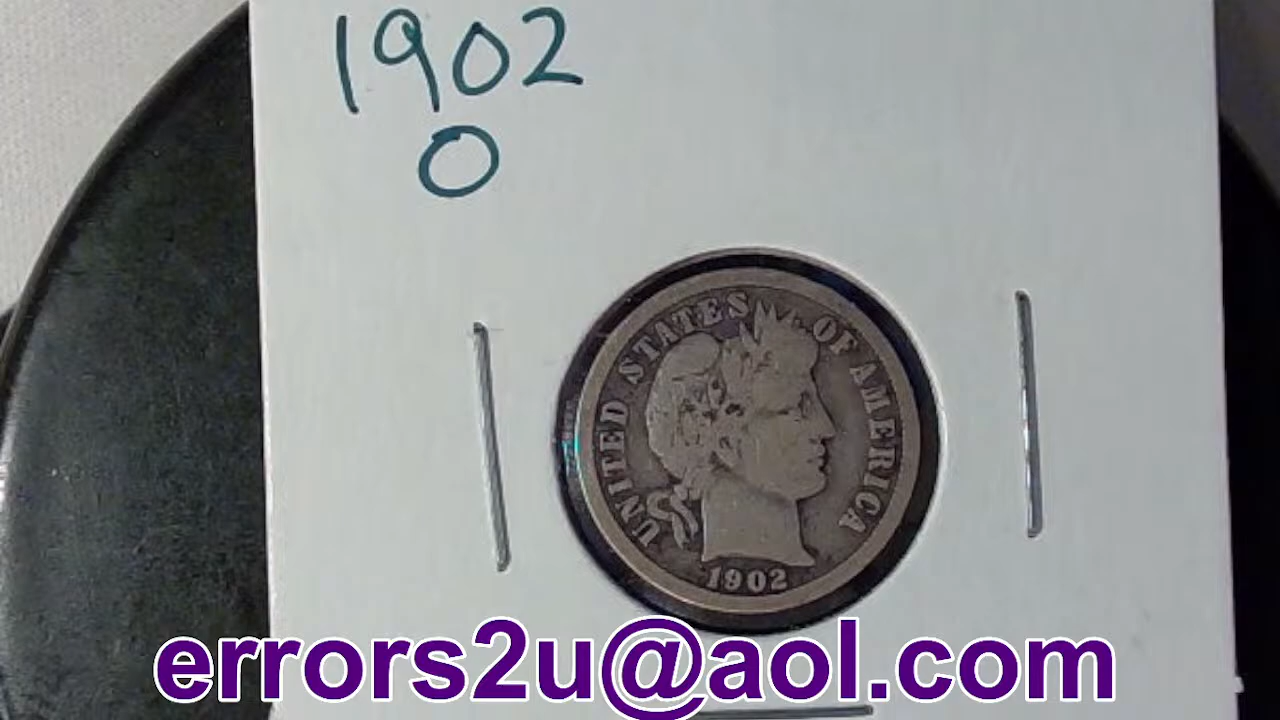 1902
O
UNITED STATES OF AMERICA
1902
errors2u@aol.com